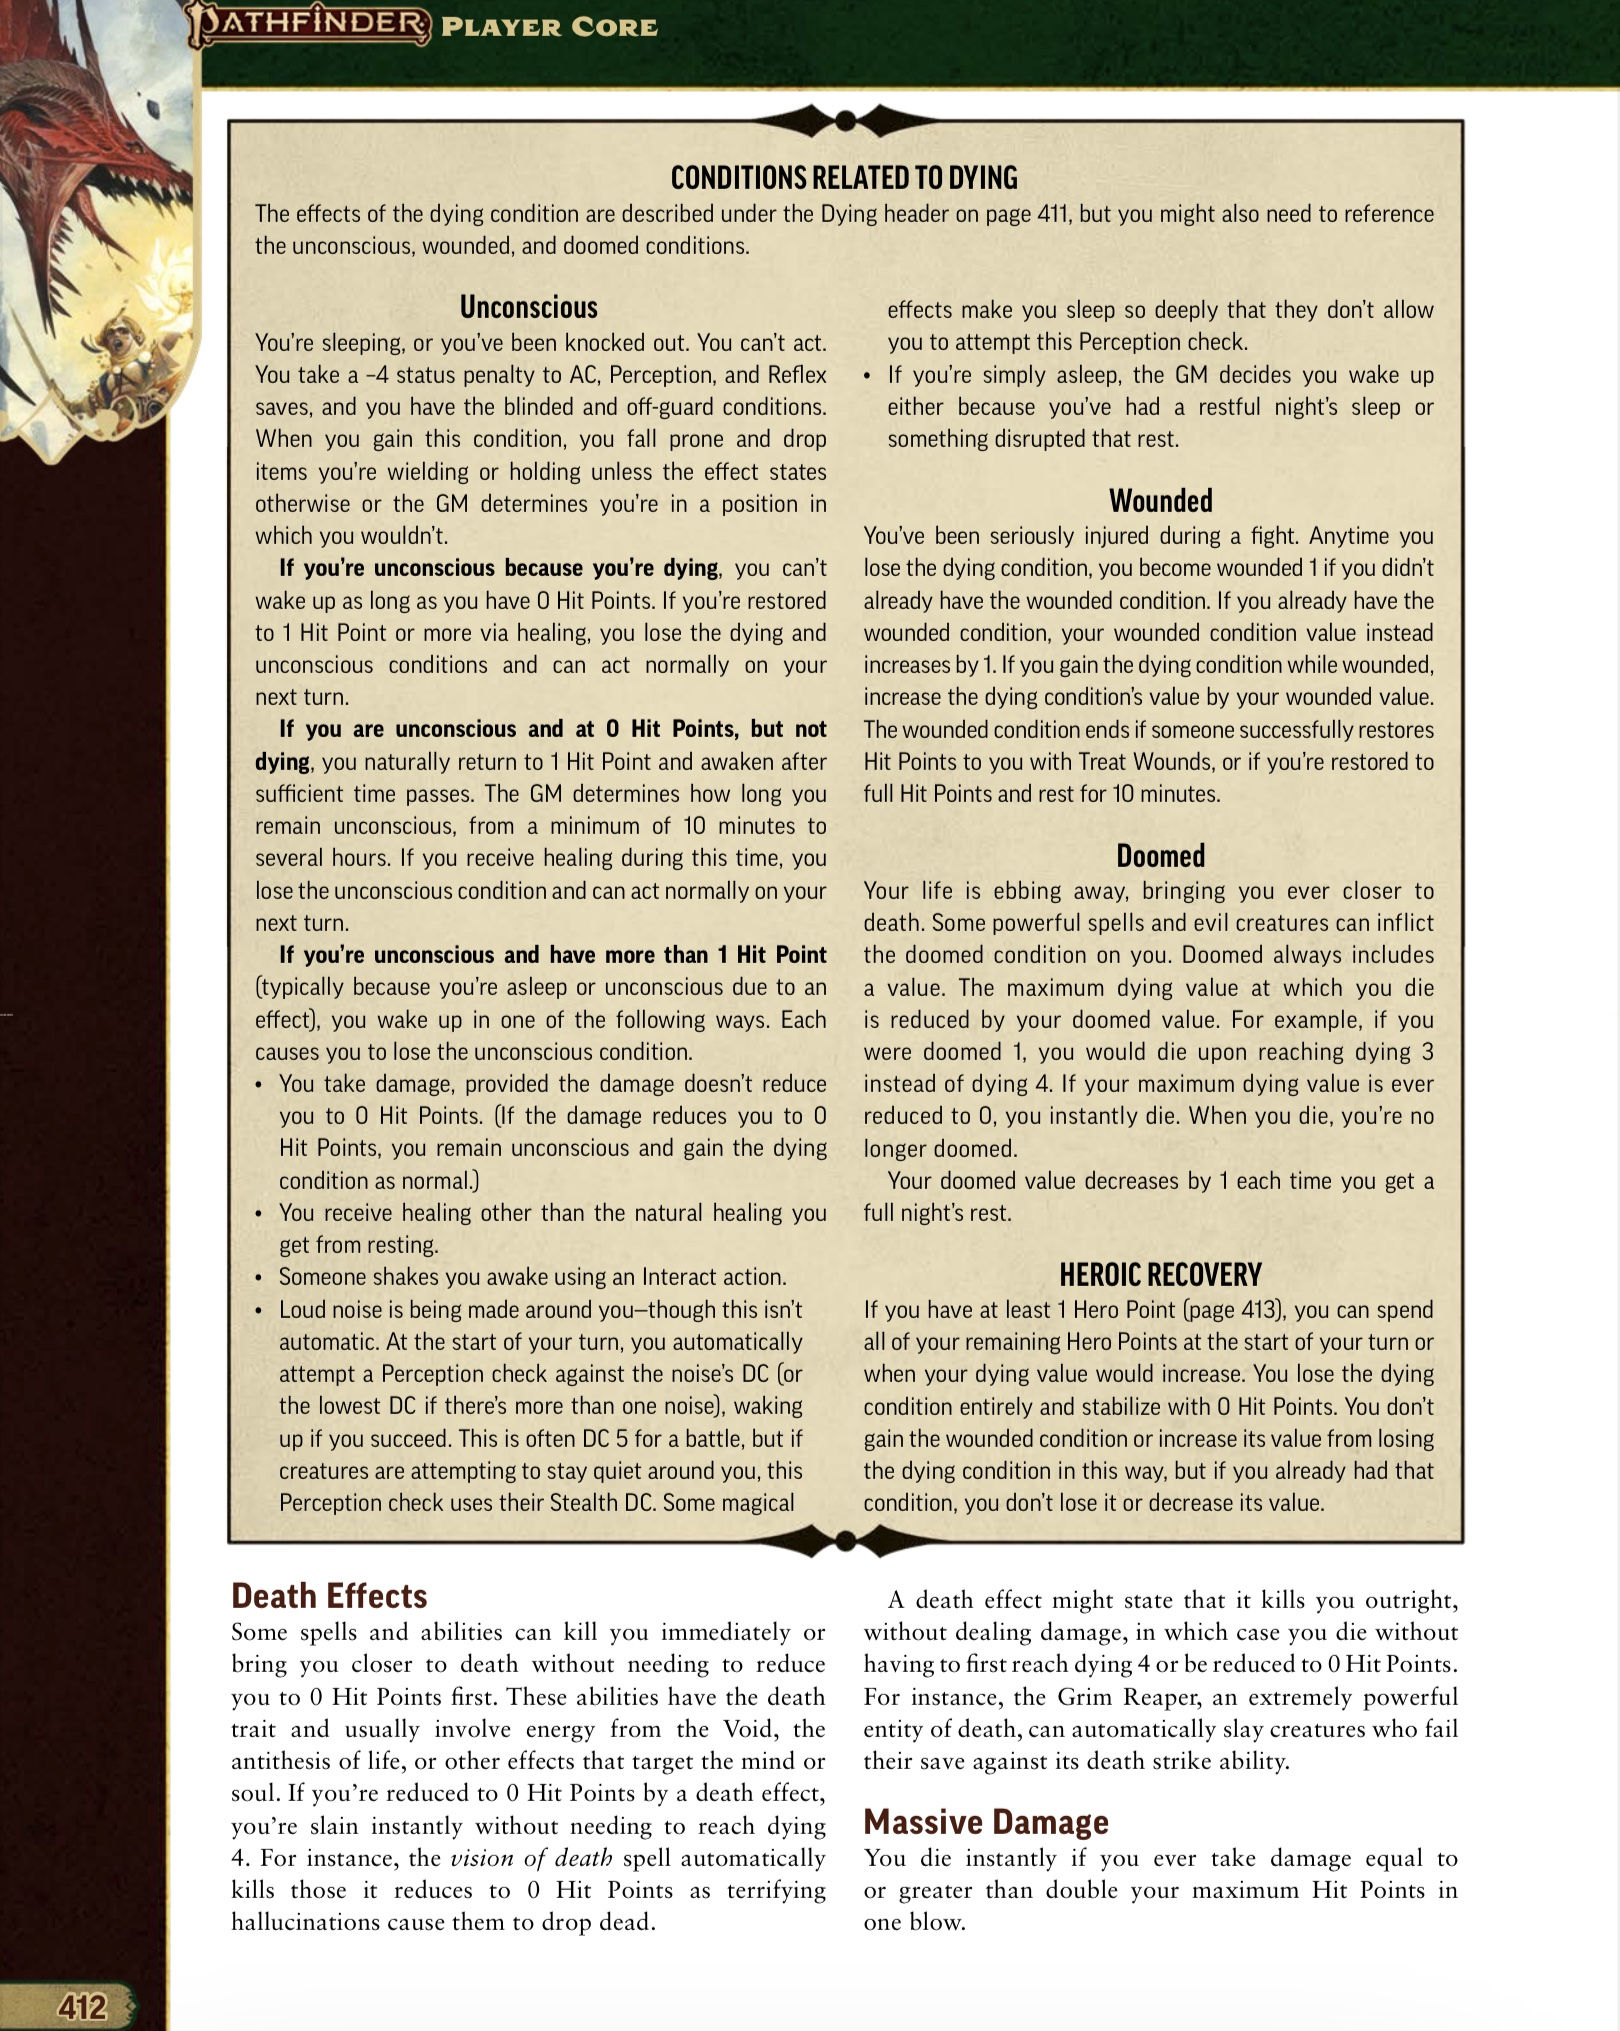 PATHFINDER PLAYER CORE
CONDITIONS RELATED TO DYING
The effects of the dying condition are described under the Dying header on page 411, but you might also need to reference
the unconscious, wounded, and doomed conditions.
Unconscious
You're sleeping, or you've been knocked out. You can't act.
You take a –4 status penalty to AC, Perception, and Reflex
saves, and you have the blinded and off-guard conditions.
When you gain this condition, you fall prone and drop
items you're wielding or holding unless the effect states
otherwise or the GM determines you're in a position in
which you wouldn't.
If you're unconscious because you're dying, you can't
wake up as long as you have 0 Hit Points. If you're restored
to 1 Hit Point or more via healing, you lose the dying and
unconscious conditions and can act normally on your
next turn.
If you are unconscious and at 0 Hit Points, but not
dying, you naturally return to 1 Hit Point and awaken after
sufficient time passes. The GM determines how long you
remain unconscious, from a minimum of 10 minutes to
several hours. If you receive healing during this time, you
lose the unconscious condition and can act normally on your
next turn.
If you're unconscious and have more than 1 Hit Point
(typically because you're asleep or unconscious due to an
effect), you wake up in one of the following ways. Each
causes you to lose the unconscious condition.
• You take damage, provided the damage doesn't reduce
you to 0 Hit Points. (If the damage reduces you to 0
Hit Points, you remain unconscious and gain the dying
condition as normal.)
• You receive healing other than the natural healing you
get from resting.
• Someone shakes you awake using an Interact action.
• Loud noise is being made around you—though this isn't
automatic. At the start of your turn, you automatically
attempt a Perception check against the noise's DC (or
the lowest DC if there's more than one noise), waking
up if you succeed. This is often DC 5 for a battle, but if
creatures are attempting to stay quiet around you, this
Perception check uses their Stealth DC. Some magical
effects make you sleep so deeply that they don't allow
you to attempt this Perception check.
• If you're simply asleep, the GM decides you wake up
either because you've had a restful night's sleep or
something disrupted that rest.
Wounded
You've been seriously injured during a fight. Anytime you
lose the dying condition, you become wounded 1 if you didn't
already have the wounded condition. If you already have the
wounded condition, your wounded condition value instead
increases by 1. If you gain the dying condition while wounded,
increase the dying condition's value by your wounded value.
The wounded condition ends if someone successfully restores
Hit Points to you with Treat Wounds, or if you're restored to
full Hit Points and rest for 10 minutes.
Doomed
Your life is ebbing away, bringing you ever closer to
death. Some powerful spells and evil creatures can inflict
the doomed condition on you. Doomed always includes
a value. The maximum dying value at which you die
is reduced by your doomed value. For example, if you
were doomed 1, you would die upon reaching dying 3
instead of dying 4. If your maximum dying value is ever
reduced to 0, you instantly die. When you die, you're no
longer doomed.
Your doomed value decreases by 1 each time you get a
full night's rest.
HEROIC RECOVERY
If you have at least 1 Hero Point (page 413), you can spend
all of your remaining Hero Points at the start of your turn or
when your dying value would increase. You lose the dying
condition entirely and stabilize with 0 Hit Points. You don't
gain the wounded condition or increase its value from losing
the dying condition in this way, but if you already had that
condition, you don't lose it or decrease its value.
Death Effects
Some spells and abilities can kill you immediately or
bring you closer to death without needing to reduce
you to 0 Hit Points first. These abilities have the death
trait and usually involve energy from the Void, the
antithesis of life, or other effects that target the mind or
soul. If you're reduced to 0 Hit Points by a death effect,
you're slain instantly without needing to reach dying
4. For instance, the vision of death spell automatically
kills those it reduces to 0 Hit Points as terrifying
hallucinations cause them to drop dead.
A death effect might state that it kills you outright,
without dealing damage, in which case you die without
having to first reach dying 4 or be reduced to 0 Hit Points.
For instance, the Grim Reaper, an extremely powerful
entity of death, can automatically slay creatures who fail
their save against its death strike ability.
Massive Damage
You die instantly if you ever take damage equal to
or greater than double your maximum Hit Points in
one blow.
412